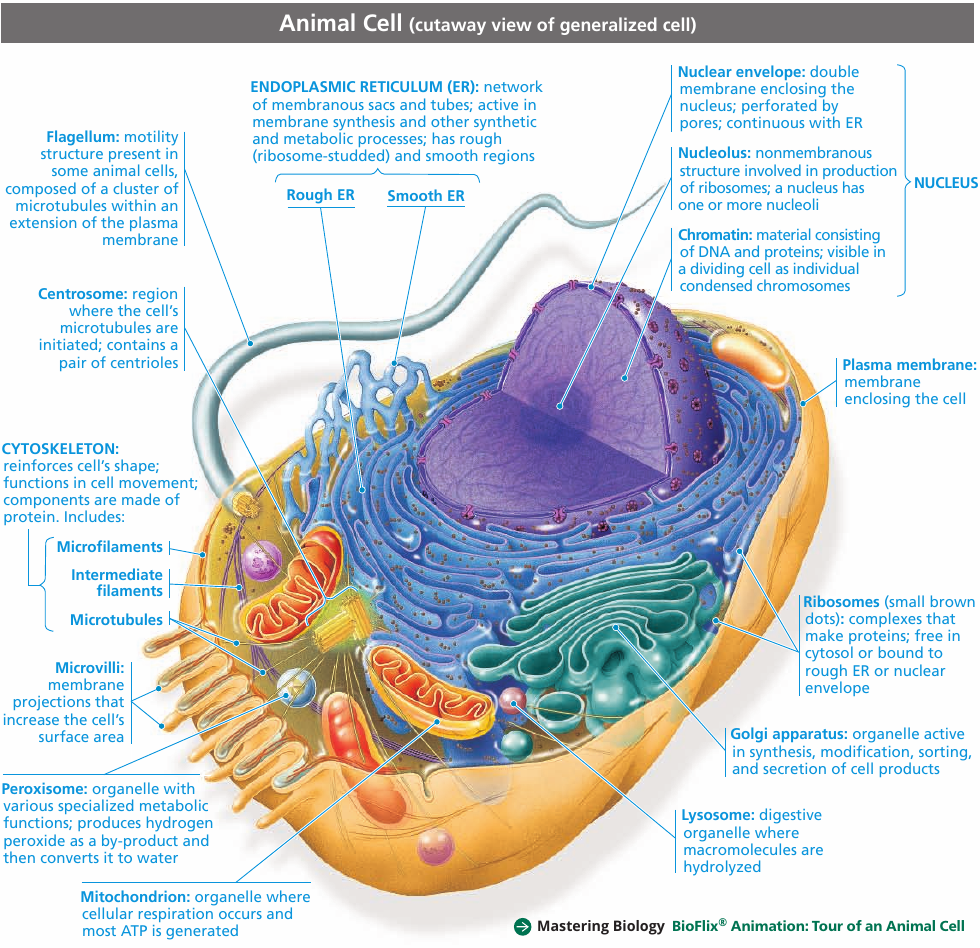 Animal Cell (cutaway view of generalized cell)
ENDOPLASMIC RETICULUM (ER): network
of membranous sacs and tubes; active in
membrane synthesis and other synthetic
and metabolic processes; has rough
(ribosome-studded) and smooth regions
Rough ER
Smooth ER
Nuclear envelope: double
membrane enclosing the
nucleus; perforated by
pores; continuous with ER
Nucleolus: nonmembranous
structure involved in production
of ribosomes; a nucleus has
one or more nucleoli
Chromatin: material consisting
of DNA and proteins; visible in
a dividing cell as individual
condensed chromosomes
NUCLEUS
Flagellum: motility
structure present in
some animal cells,
composed of a cluster of
microtubules within an
extension of the plasma
membrane
Centrosome: region
where the cell's
microtubules are
initiated; contains a
pair of centrioles
CYTOSKELETON:
reinforces cell's shape;
functions in cell movement;
components are made of
protein. Includes:
Microfilaments
Intermediate
filaments
Microtubules
Microvilli:
membrane
projections that
increase the cell's
surface area
Peroxisome: organelle with
various specialized metabolic
functions; produces hydrogen
peroxide as a by-product and
then converts it to water
Mitochondrion: organelle where
cellular respiration occurs and
most ATP is generated
Plasma membrane:
membrane
enclosing the cell
Ribosomes (small brown
dots): complexes that
make proteins; free in
cytosol or bound to
rough ER or nuclear
envelope
Golgi apparatus: organelle active
in synthesis, modification, sorting,
and secretion of cell products
Lysosome: digestive
organelle where
macromolecules are
hydrolyzed
Mastering Biology BioFlix® Animation: Tour of an Animal Cell